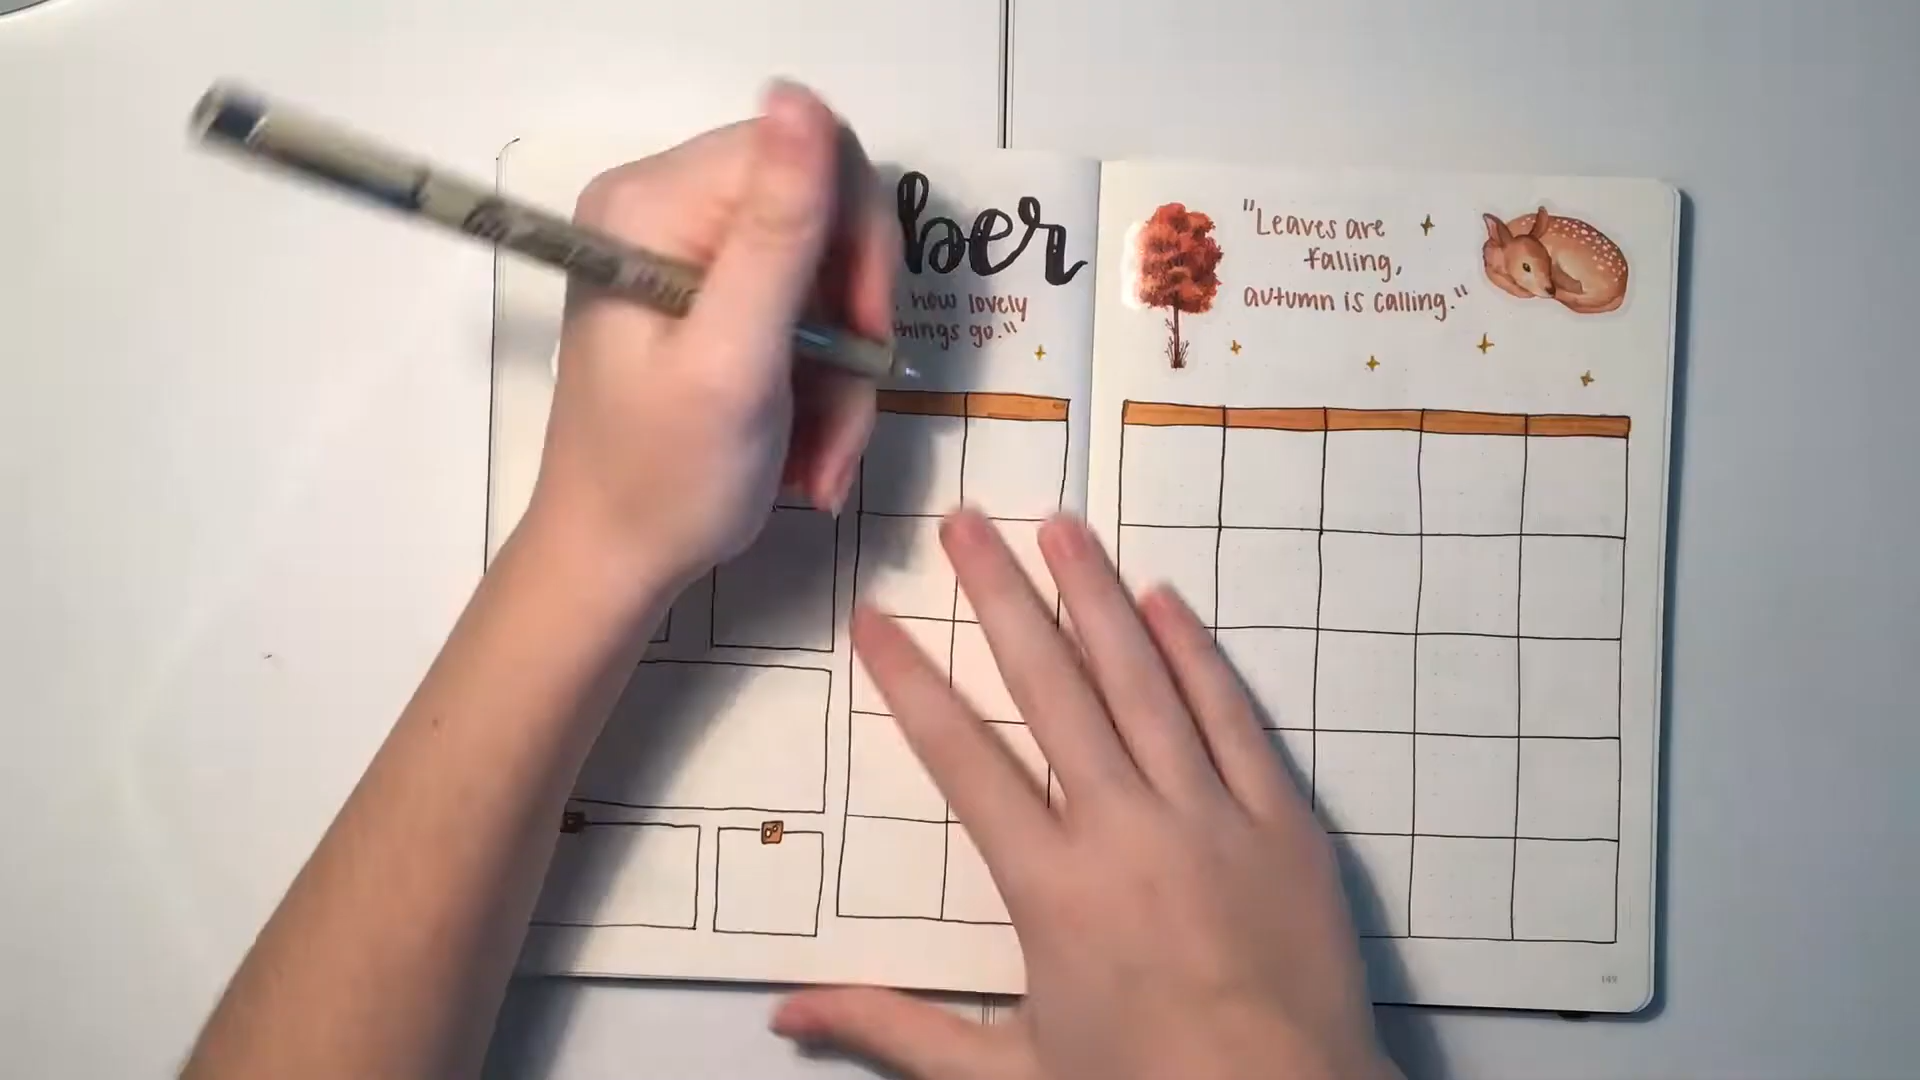 ber
how lovely
things go."
"Leaves are
falling,
autumn is calling."
149